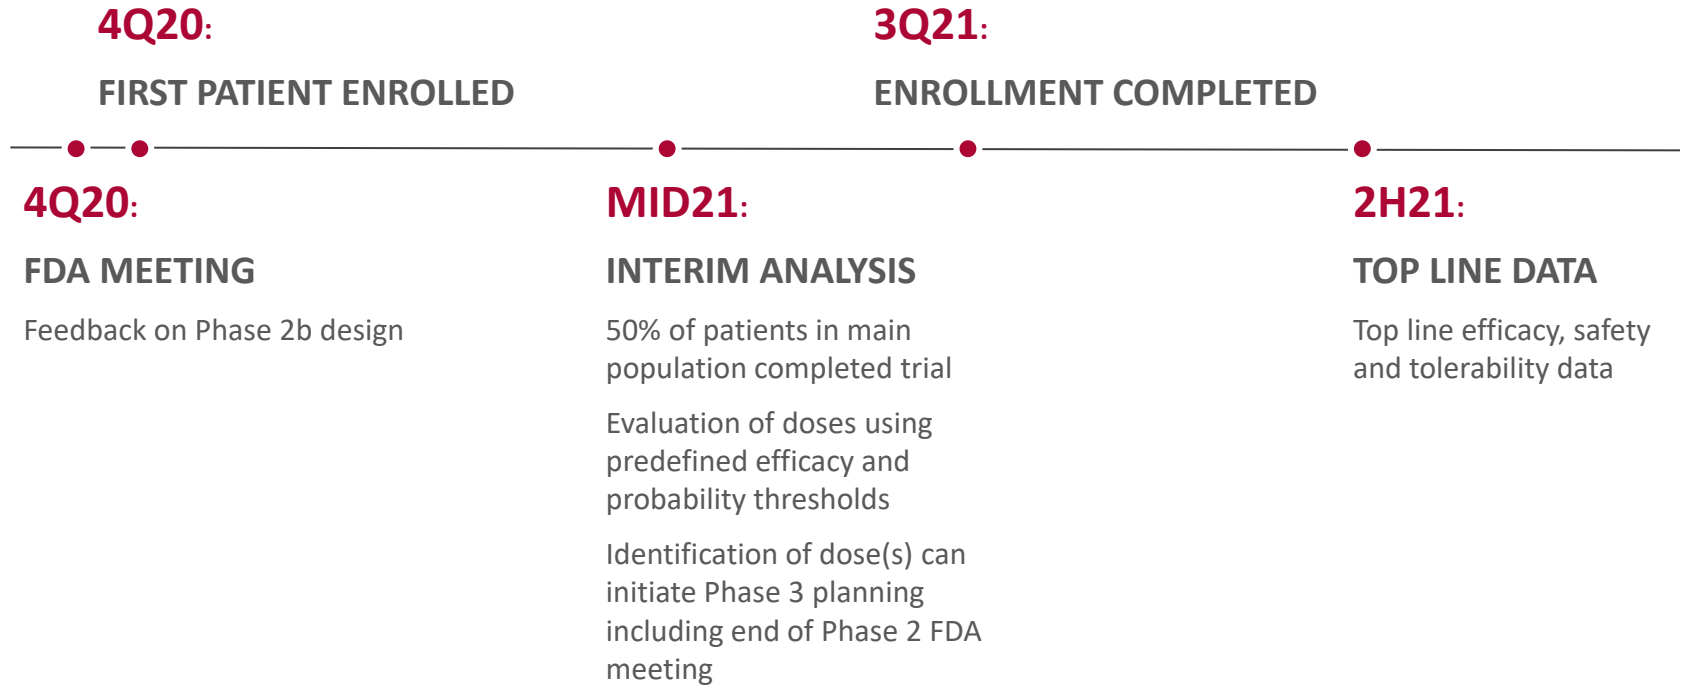 4Q20:
FIRST PATIENT ENROLLED
3Q21:
ENROLLMENT COMPLETED
4Q20:
FDA MEETING
Feedback on Phase 2b design
MID21:
INTERIM ANALYSIS
50% of patients in main
population completed trial
Evaluation of doses using
predefined efficacy and
probability thresholds
Identification of dose(s) can
initiate Phase 3 planning
including end of Phase 2 FDA
meeting
2H21:
TOP LINE DATA
Top line efficacy, safety
and tolerability data